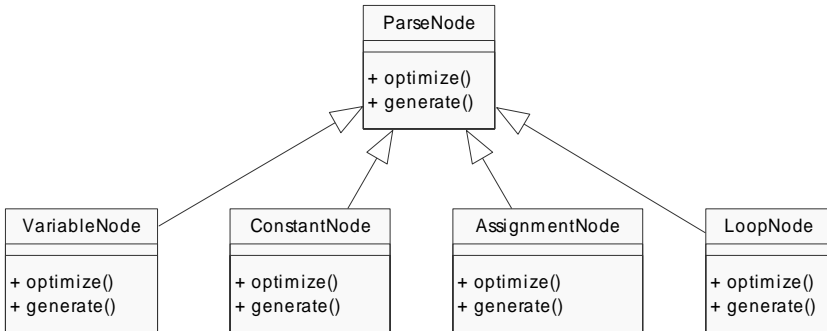 ParseNode
+ optimize()
+ generate()
VariableNode
+ optimize()
+ generate()
ConstantNode
+ optimize()
+ generate()
AssignmentNode
+ optimize()
+ generate()
LoopNode
+ optimize()
+ generate()